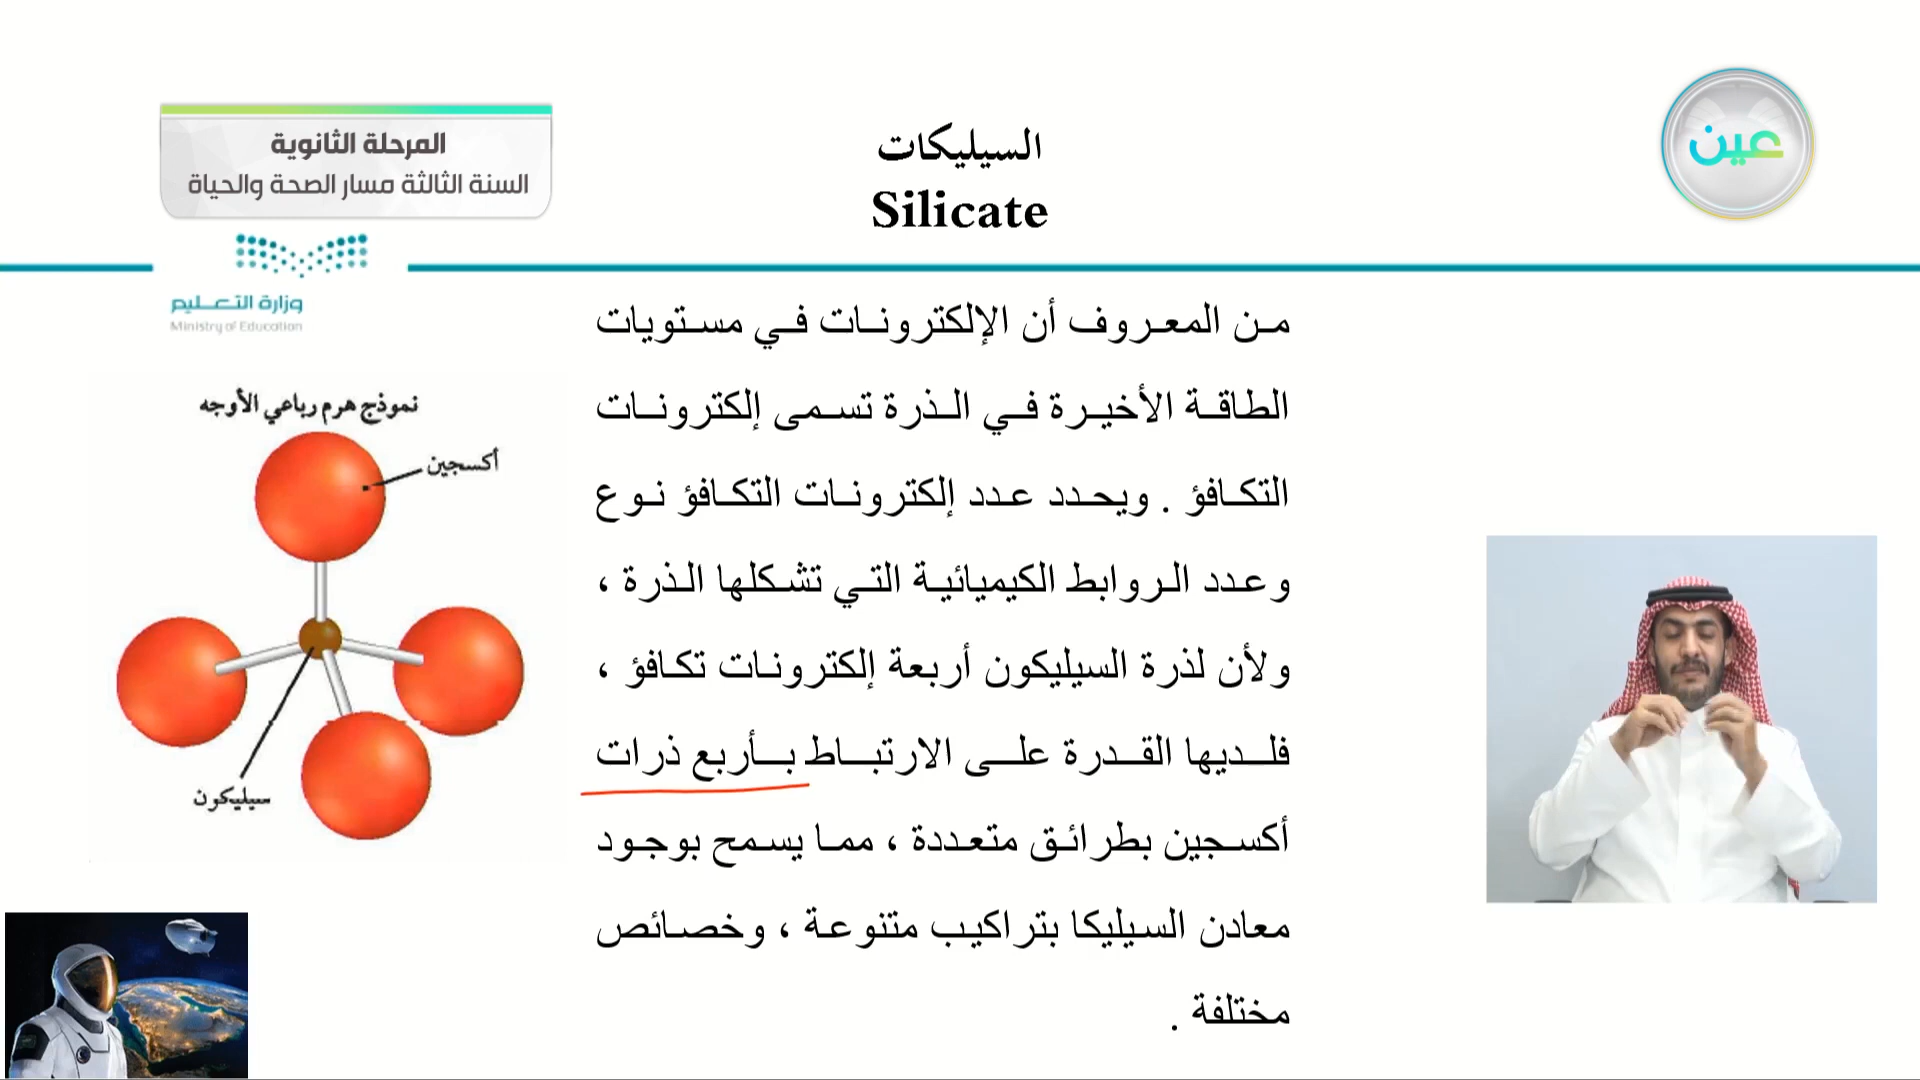 المرحلة الثانوية
السنة الثالثة مسار الصحة والحياة
السيليكات
Silicate
عين
وزارة التعليم
Ministry of Education
من المعروف أن الإلكترونات في مستويات
الطاقة الأخيرة في الذرة تسمى إلكترونات
التكافؤ . ويحدد عدد إلكترونات التكافؤ نوع
وعدد الروابط الكيميائية التي تشكلها الذرة ،
ولأن لذرة السيليكون أربعة إلكترونات تكافؤ ،
فلديها القدرة على الارتباط بأربع ذرات
أكسجين بطرائق متعددة ، مما يسمح بوجود
معادن السيليكا بتراكيب متنوعة ، وخصائص
مختلفة .
نموذج هرم رباعي الأوجه
أكسجين
سيليكون